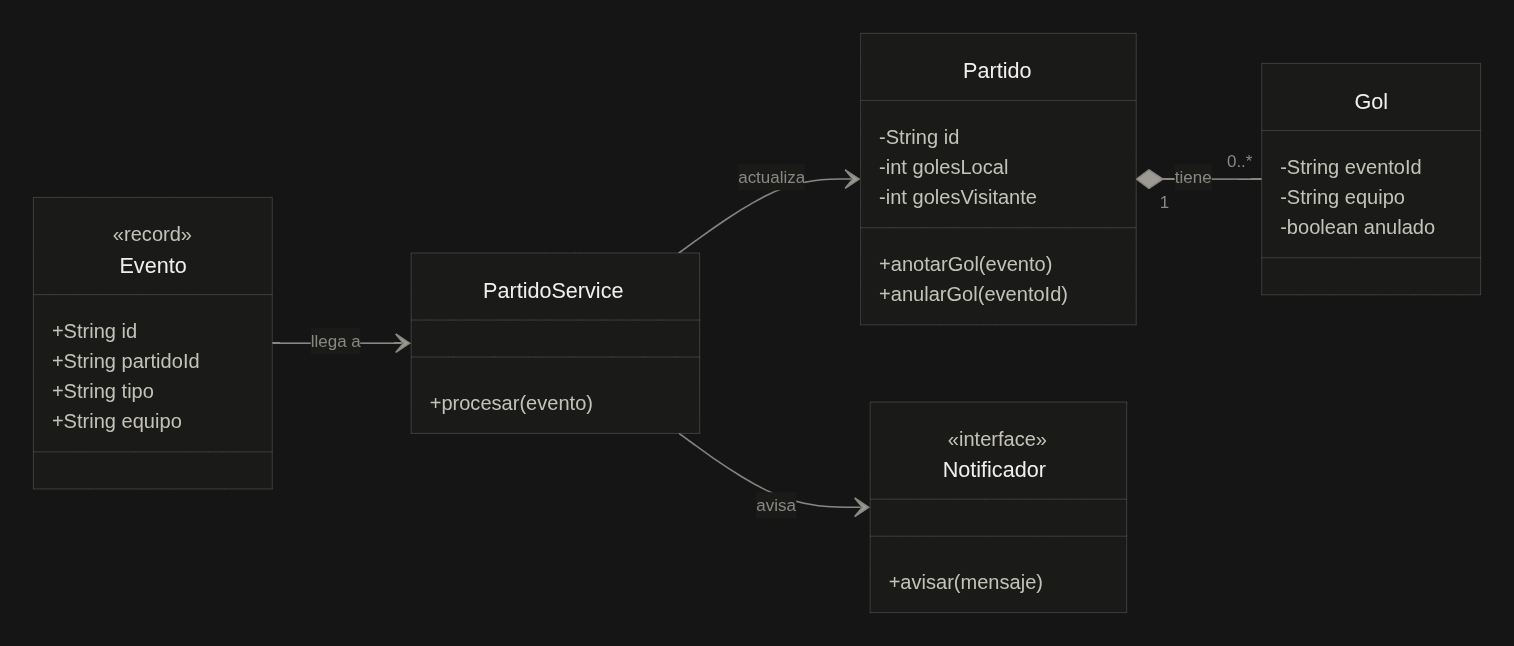 «record»
Evento
+String id
+String partidoId
+String tipo
+String equipo
llega a
PartidoService
+procesar(evento)
actualiza
avisa
Partido
-String id
-int golesLocal
-int golesVisitante
+anotarGol(evento)
+anularGol(eventoId)
1
tiene
0..*
Gol
-String eventoId
-String equipo
-boolean anulado
«interface»
Notificador
+avisar(mensaje)